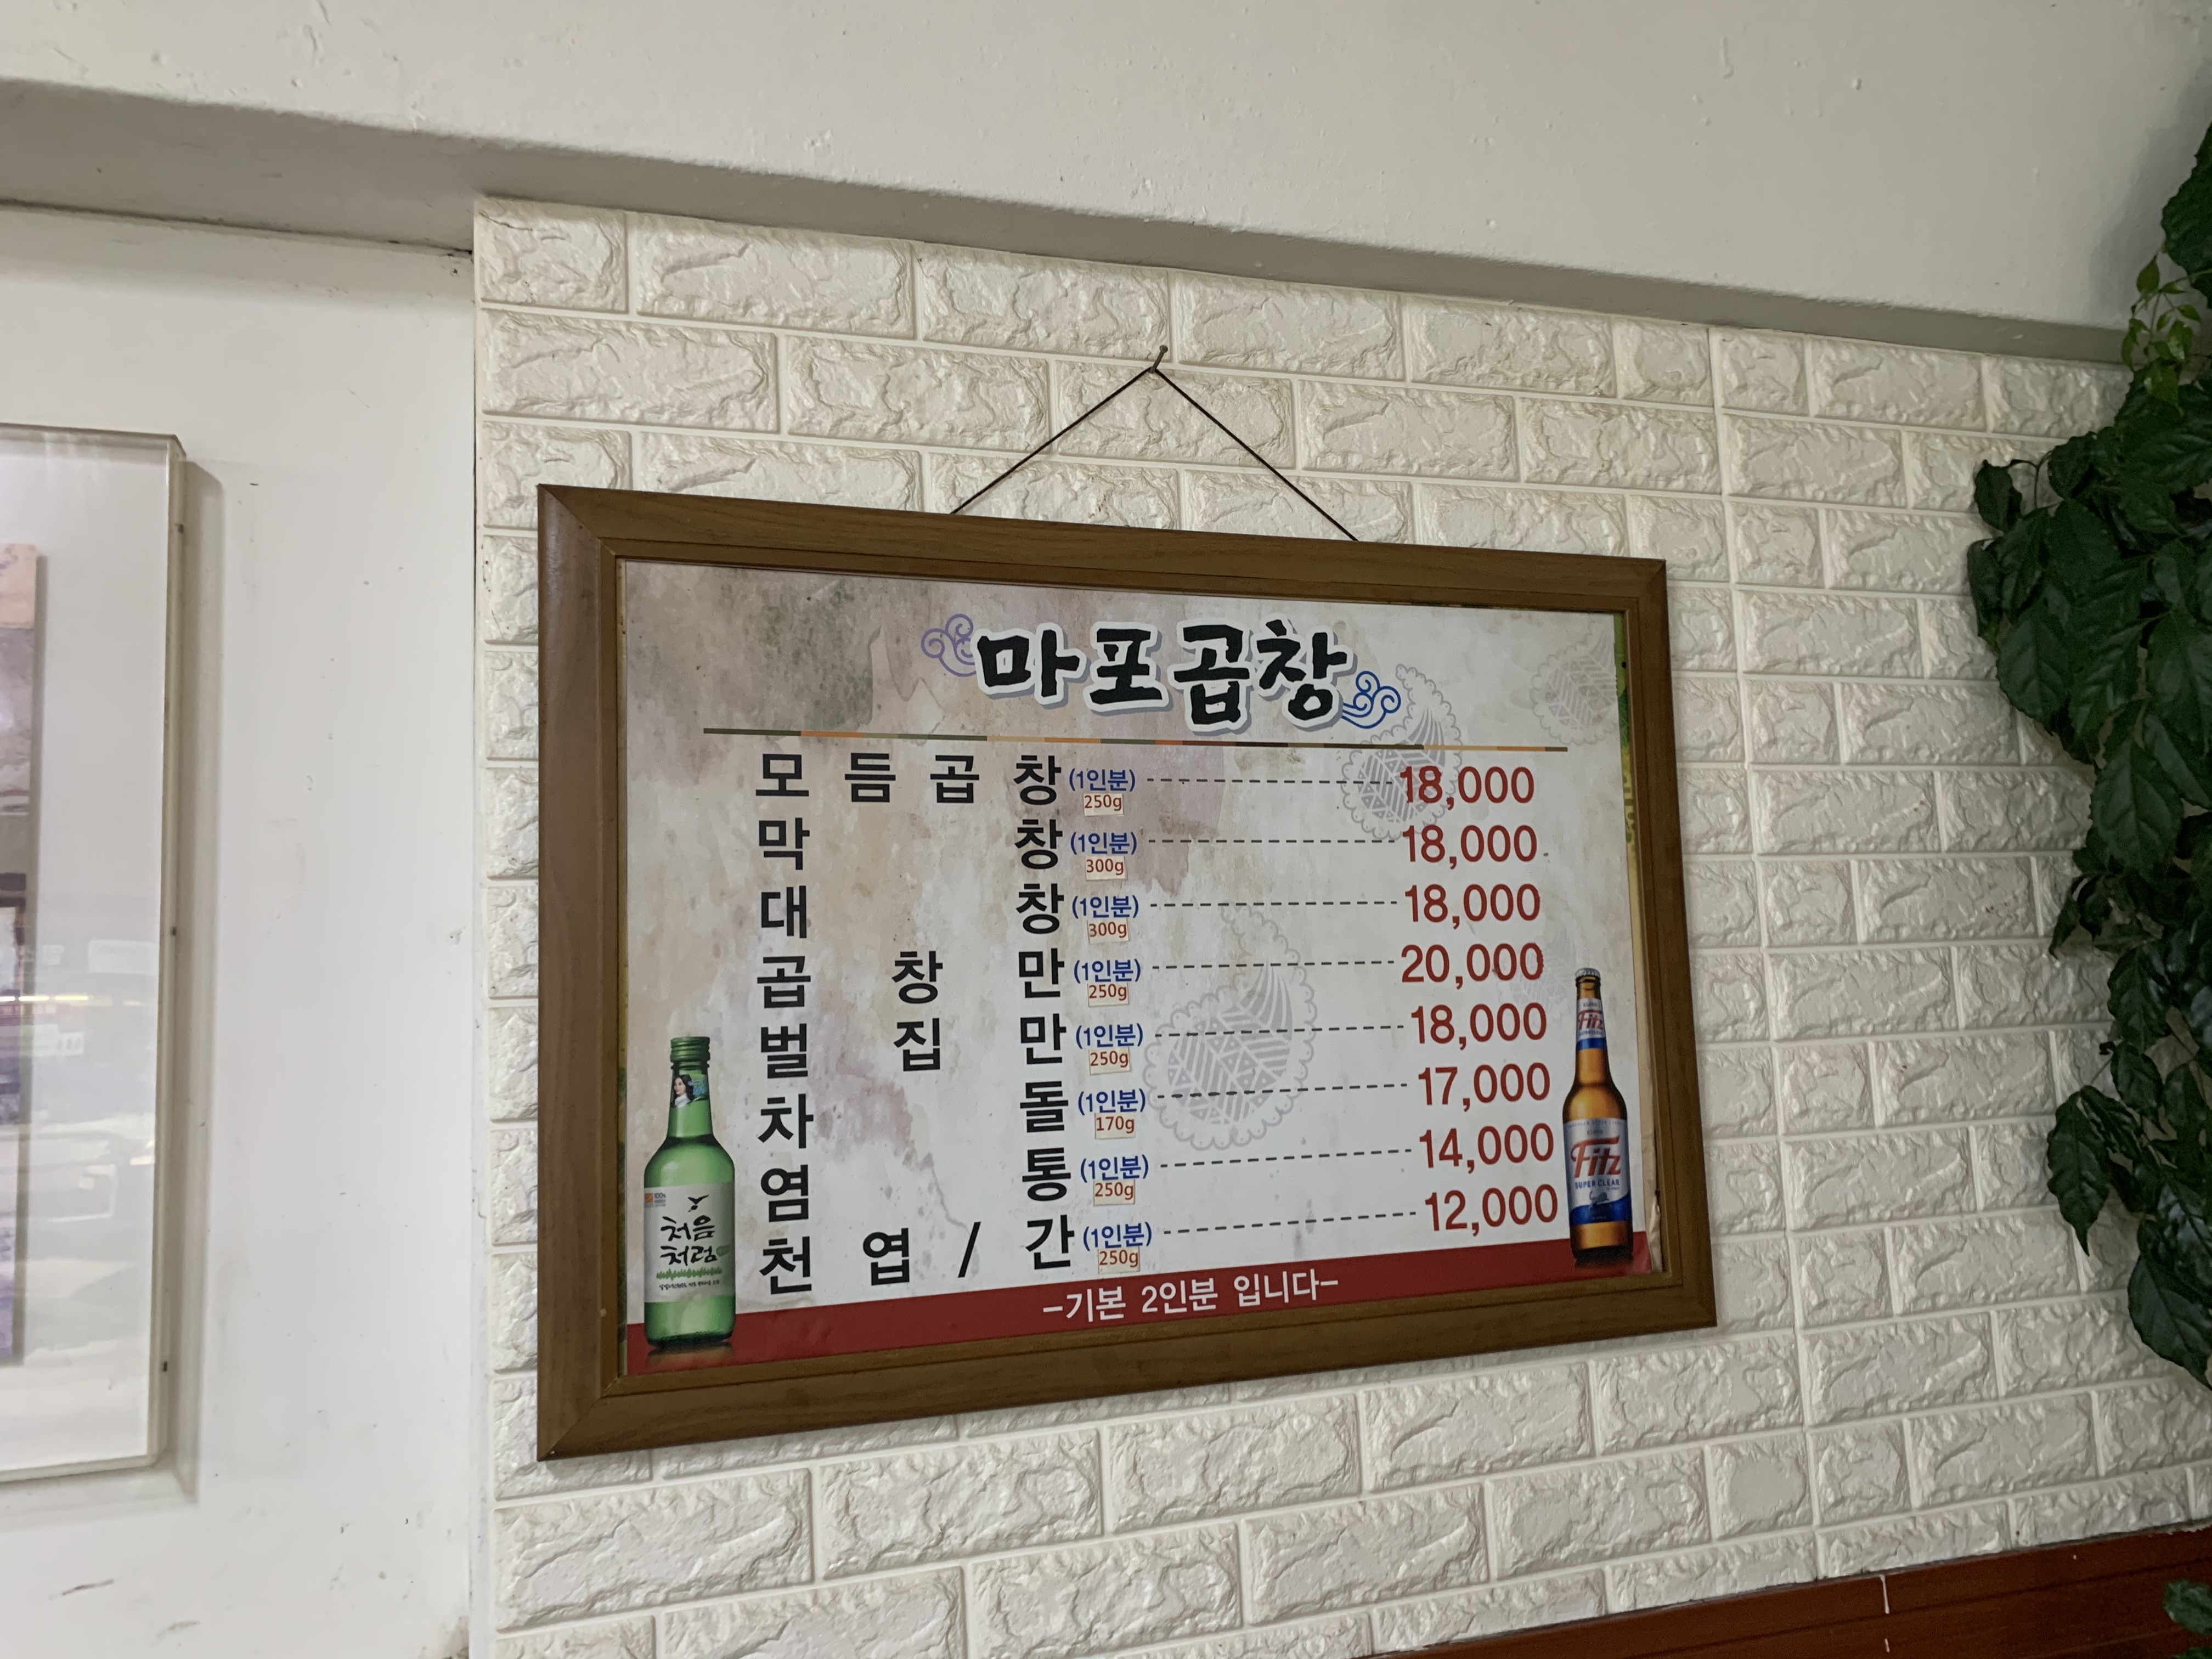 마포곱창
모듬곱창 (1인분) 18,000
250g
막창 (1인분) 18,000
300g
대창 (1인분) 18,000
300g
곱창만 (1인분) 20,000
250g
벌집만 (1인분) 18,000
250g
차돌 (1인분) 17,000
170g
염통 (1인분) 14,000
250g
천엽/간 (1인분) 12,000
250g
-기본 2인분 입니다-
처음
처럼
Fitz
Fitz
SUPER CLEAR